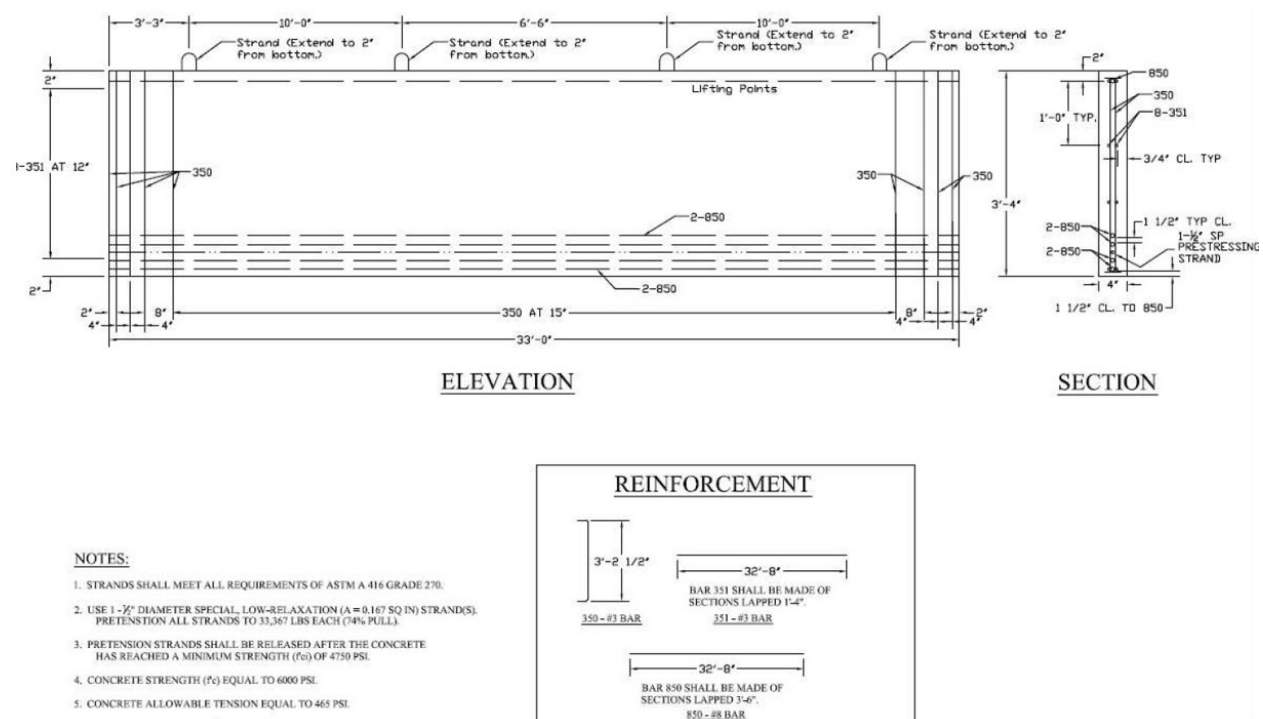 3'-3"
10'-0"
6'-6"
10'-0"
Strand (Extend to 2"
from bottom.)
Strand (Extend to 2"
from bottom.)
Strand (Extend to 2"
from bottom.)
Strand (Extend to 2"
from bottom.)
2"
Lifting Points
-351 AT 12"
350
350
350
2-850
2-850
2"
2"
4"
4"
8"
350 AT 15"
8"
4"
4"
2"
33'-0"
ELEVATION
2"
850
350
8-351
1'-0" TYP.
3/4" CL. TYP
3'-4"
2-850
2-850
1 1/2" TYP CL.
1-½" SP
PRESTRESSING
STRAND
4"
1 1/2" CL. TO 850
SECTION
REINFORCEMENT
3'-2 1/2"
350 - #3 BAR
32'-8"
BAR 351 SHALL BE MADE OF
SECTIONS LAPPED 1'-4".
351 - #3 BAR
32'-8"
BAR 850 SHALL BE MADE OF
SECTIONS LAPPED 3'-6".
850 - #8 BAR
NOTES:
1. STRANDS SHALL MEET ALL REQUIREMENTS OF ASTM A 416 GRADE 270.
2. USE 1 - ½" DIAMETER SPECIAL, LOW-RELAXATION (A = 0.167 SQ IN) STRAND(S).
PRETENSION ALL STRANDS TO 33,367 LBS EACH (74% PULL).
3. PRETENSION STRANDS SHALL BE RELEASED AFTER THE CONCRETE
HAS REACHED A MINIMUM STRENGTH (f'ci) OF 4750 PSI.
4. CONCRETE STRENGTH (f'c) EQUAL TO 6000 PSI.
5. CONCRETE ALLOWABLE TENSION EQUAL TO 465 PSI.